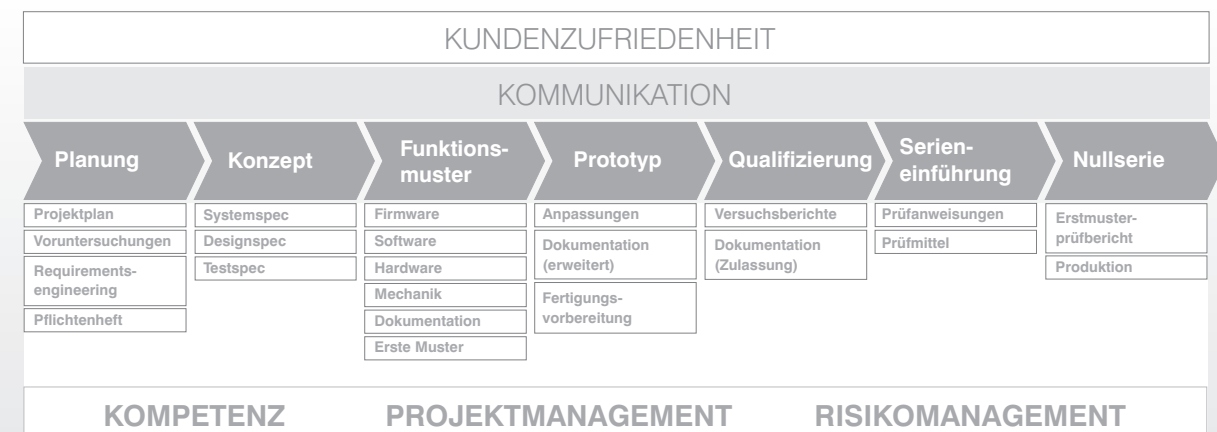 KUNDENZUFRIEDENHEIT
KOMMUNIKATION
Planung
Konzept
Funktions-
muster
Prototyp
Qualifizierung
Serien-
einführung
Nullserie
Projektplan
Voruntersuchungen
Requirements-
engineering
Pflichtenheft
Systemspec
Designspec
Testspec
Firmware
Software
Hardware
Mechanik
Dokumentation
Erste Muster
Anpassungen
Dokumentation
(erweitert)
Fertigungs-
vorbereitung
Versuchsberichte
Dokumentation
(Zulassung)
Prüfanweisungen
Prüfmittel
Erstmuster-
prüfbericht
Produktion
KOMPETENZ PROJEKTMANAGEMENT RISIKOMANAGEMENT